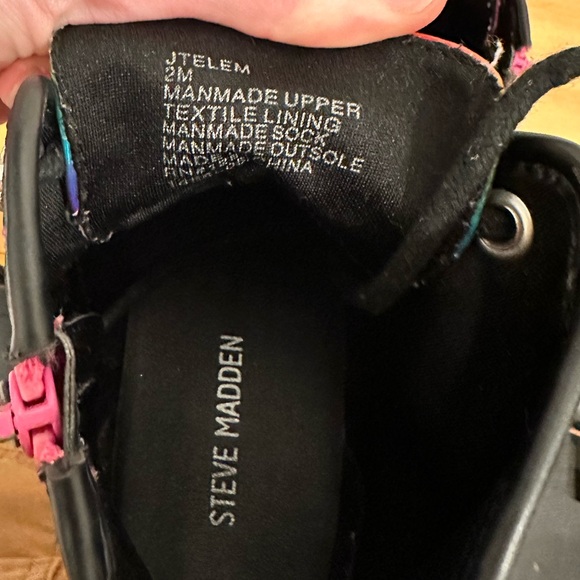 JTELEM
2M
MANMADE UPPER
TEXTILE LINING
MANMADE SOCK
MANMADE OUTSOLE
MADE IN CHINA
STEVE MADDEN